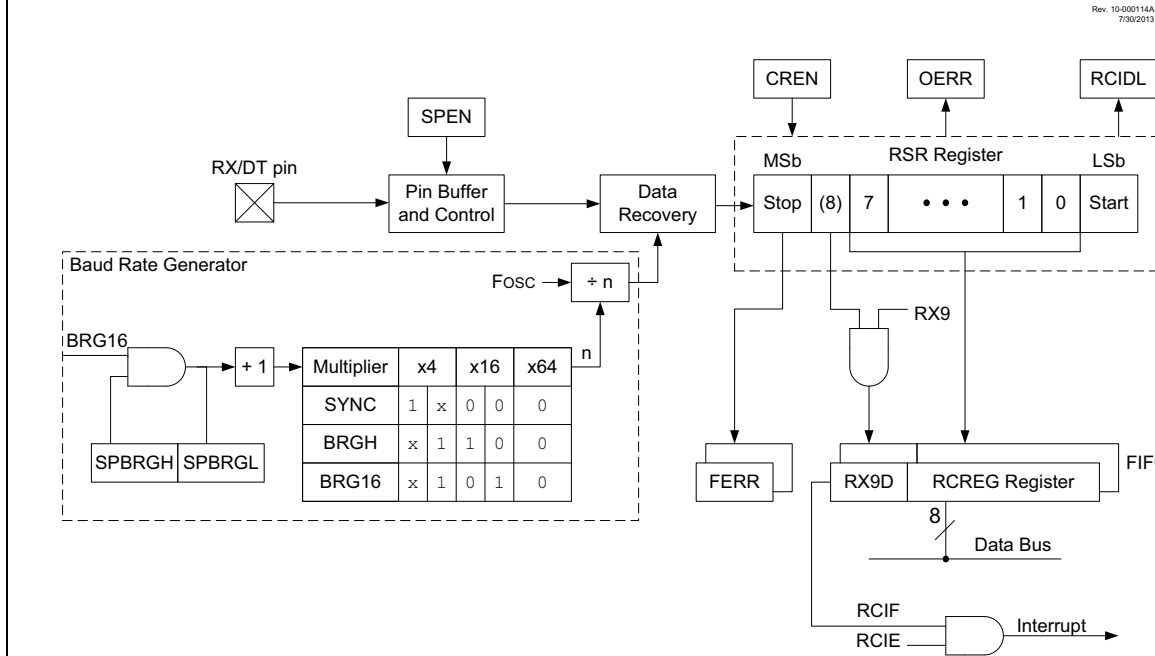 Rev. 10-000114A
7/30/2013
CREN
OERR
RCIDL
SPEN
RX/DT pin
MSb
RSR Register
LSb
Pin Buffer
and Control
Data
Recovery
Stop (8) 7 • • • 1 0 Start
Baud Rate Generator
FOSC
÷ n
RX9
BRG16
n
+ 1
Multiplier x4 x16 x64
SYNC 1 x 0 0 0
BRGH x 1 1 0 0
BRG16 x 1 0 1 0
SPBRGH SPBRGL
FERR
RX9D
RCREG Register
FIF
8
Data Bus
RCIF
RCIE
Interrupt